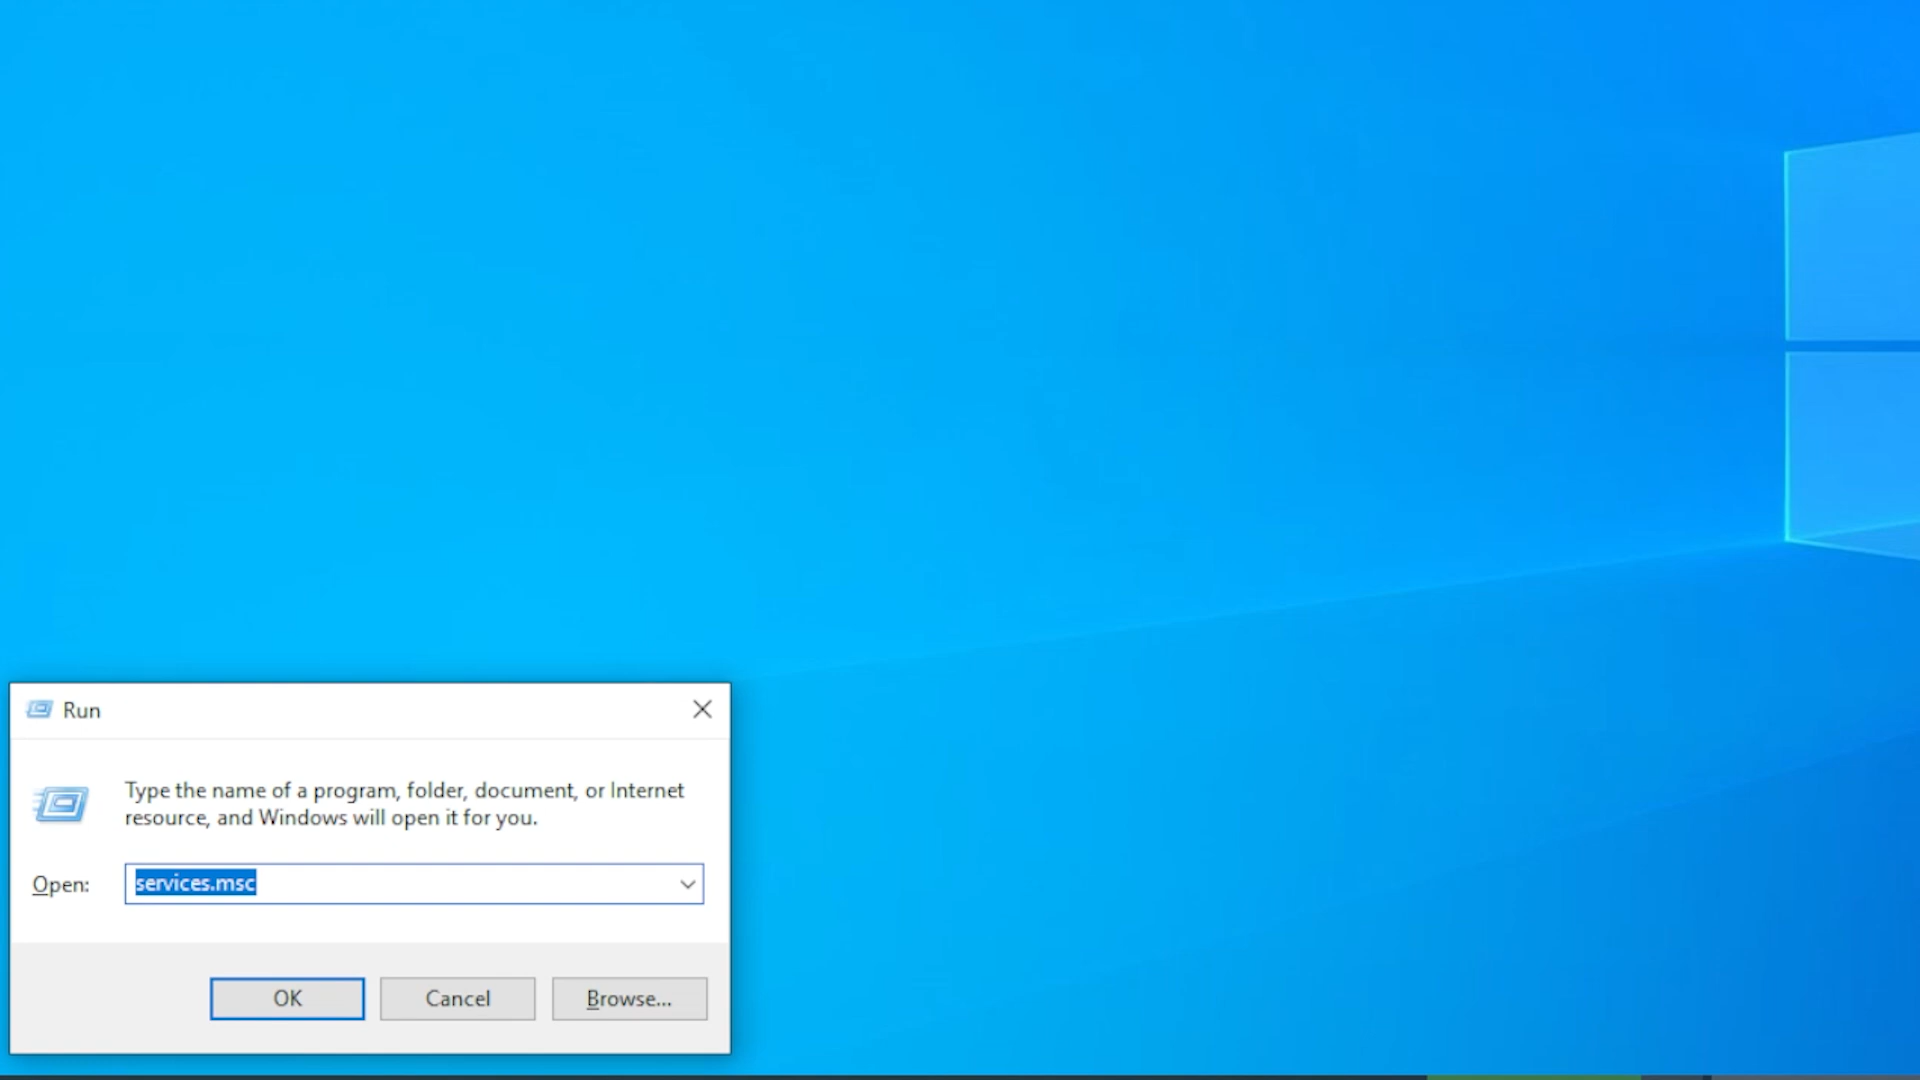 Run
Type the name of a program, folder, document, or Internet
resource, and Windows will open it for you.
Open:
services.msc
OK
Cancel
Browse...